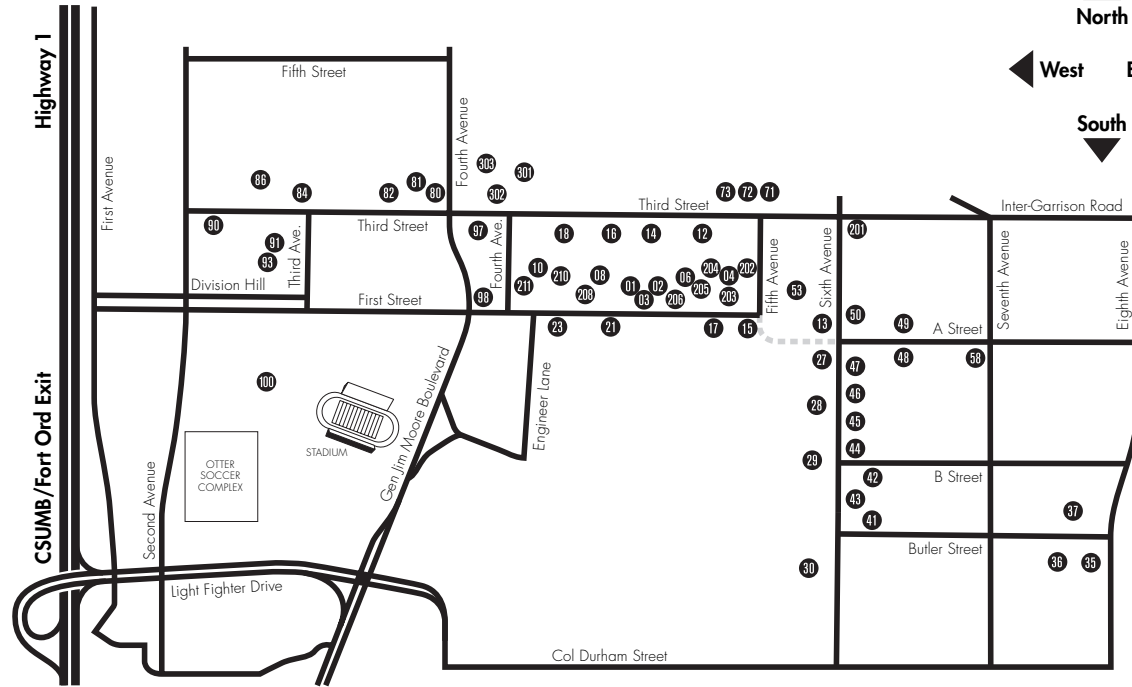 North
West
E
South
Highway 1
CSUMB/Fort Ord Exit
First Avenue
Fifth Street
Fourth Avenue
303
301
302
86
84
82
81
80
73
72
71
Third Street
Inter-Garrison Road
90
91
93
Third Ave.
Third Street
97
Fourth Ave.
18
16
14
12
201
Division Hill
First Street
98
10
211
210
208
08
01
03
02
206
06
205
204
04
203
202
Fifth Avenue
53
Sixth Avenue
13
50
49
A Street
Seventh Avenue
Eighth Avenue
23
21
17
15
27
47
48
58
100
STADIUM
Gen Jim Moore Boulevard
Engineer Lane
28
46
45
44
29
OTTER
SOCCER
COMPLEX
Second Avenue
42
B Street
43
41
37
Butler Street
30
36
35
Light Fighter Drive
Col Durham Street